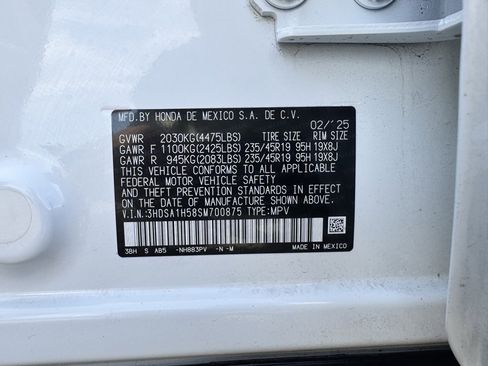 MFD.BY HONDA DE MEXICO S.A. DE C.V.
02/'25
GVWR 2030KG(4475LBS) TIRE SIZE RIM SIZE
GAWR F 1100KG(2425LBS) 235/45R19 95H 19X8J
GAWR R 945KG(2083LBS) 235/45R19 95H 19X8J
THIS VEHICLE CONFORMS TO ALL APPLICABLE
FEDERAL MOTOR VEHICLE SAFETY
AND THEFT PREVENTION STANDARDS IN EFFECT
ON THE DATE OF MANUFACTURE SHOWN ABOVE.
V.I.N:3HDSA1H58SM700875 TYPE:MPV
38H S AB5 -NH883PV -N -M MADE IN MEXICO